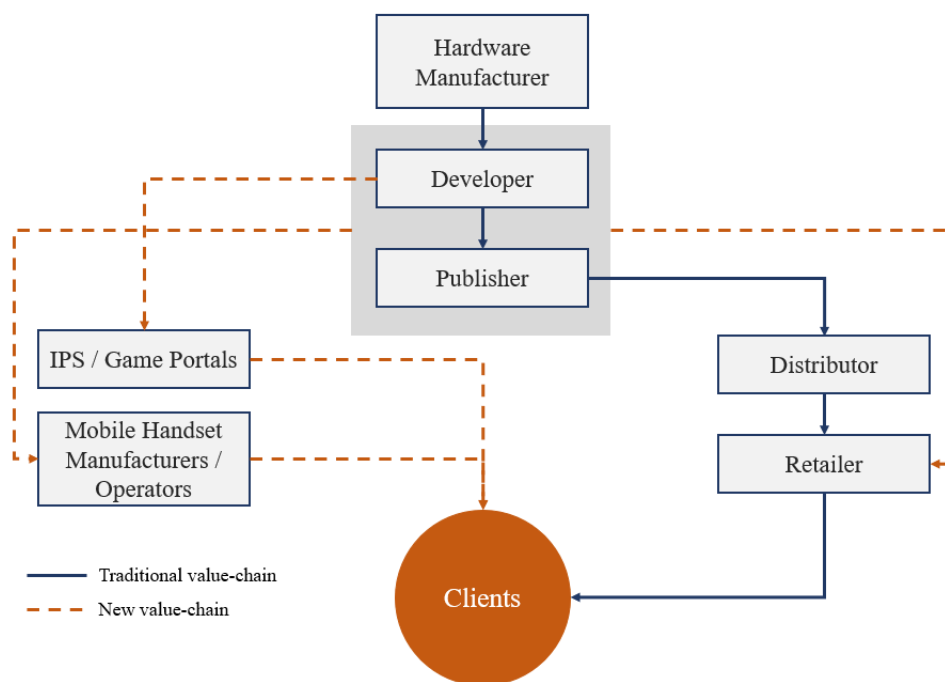 Hardware
Manufacturer
Developer
Publisher
IPS / Game Portals
Distributor
Mobile Handset
Manufacturers /
Operators
Retailer
Traditional value-chain
New value-chain
Clients